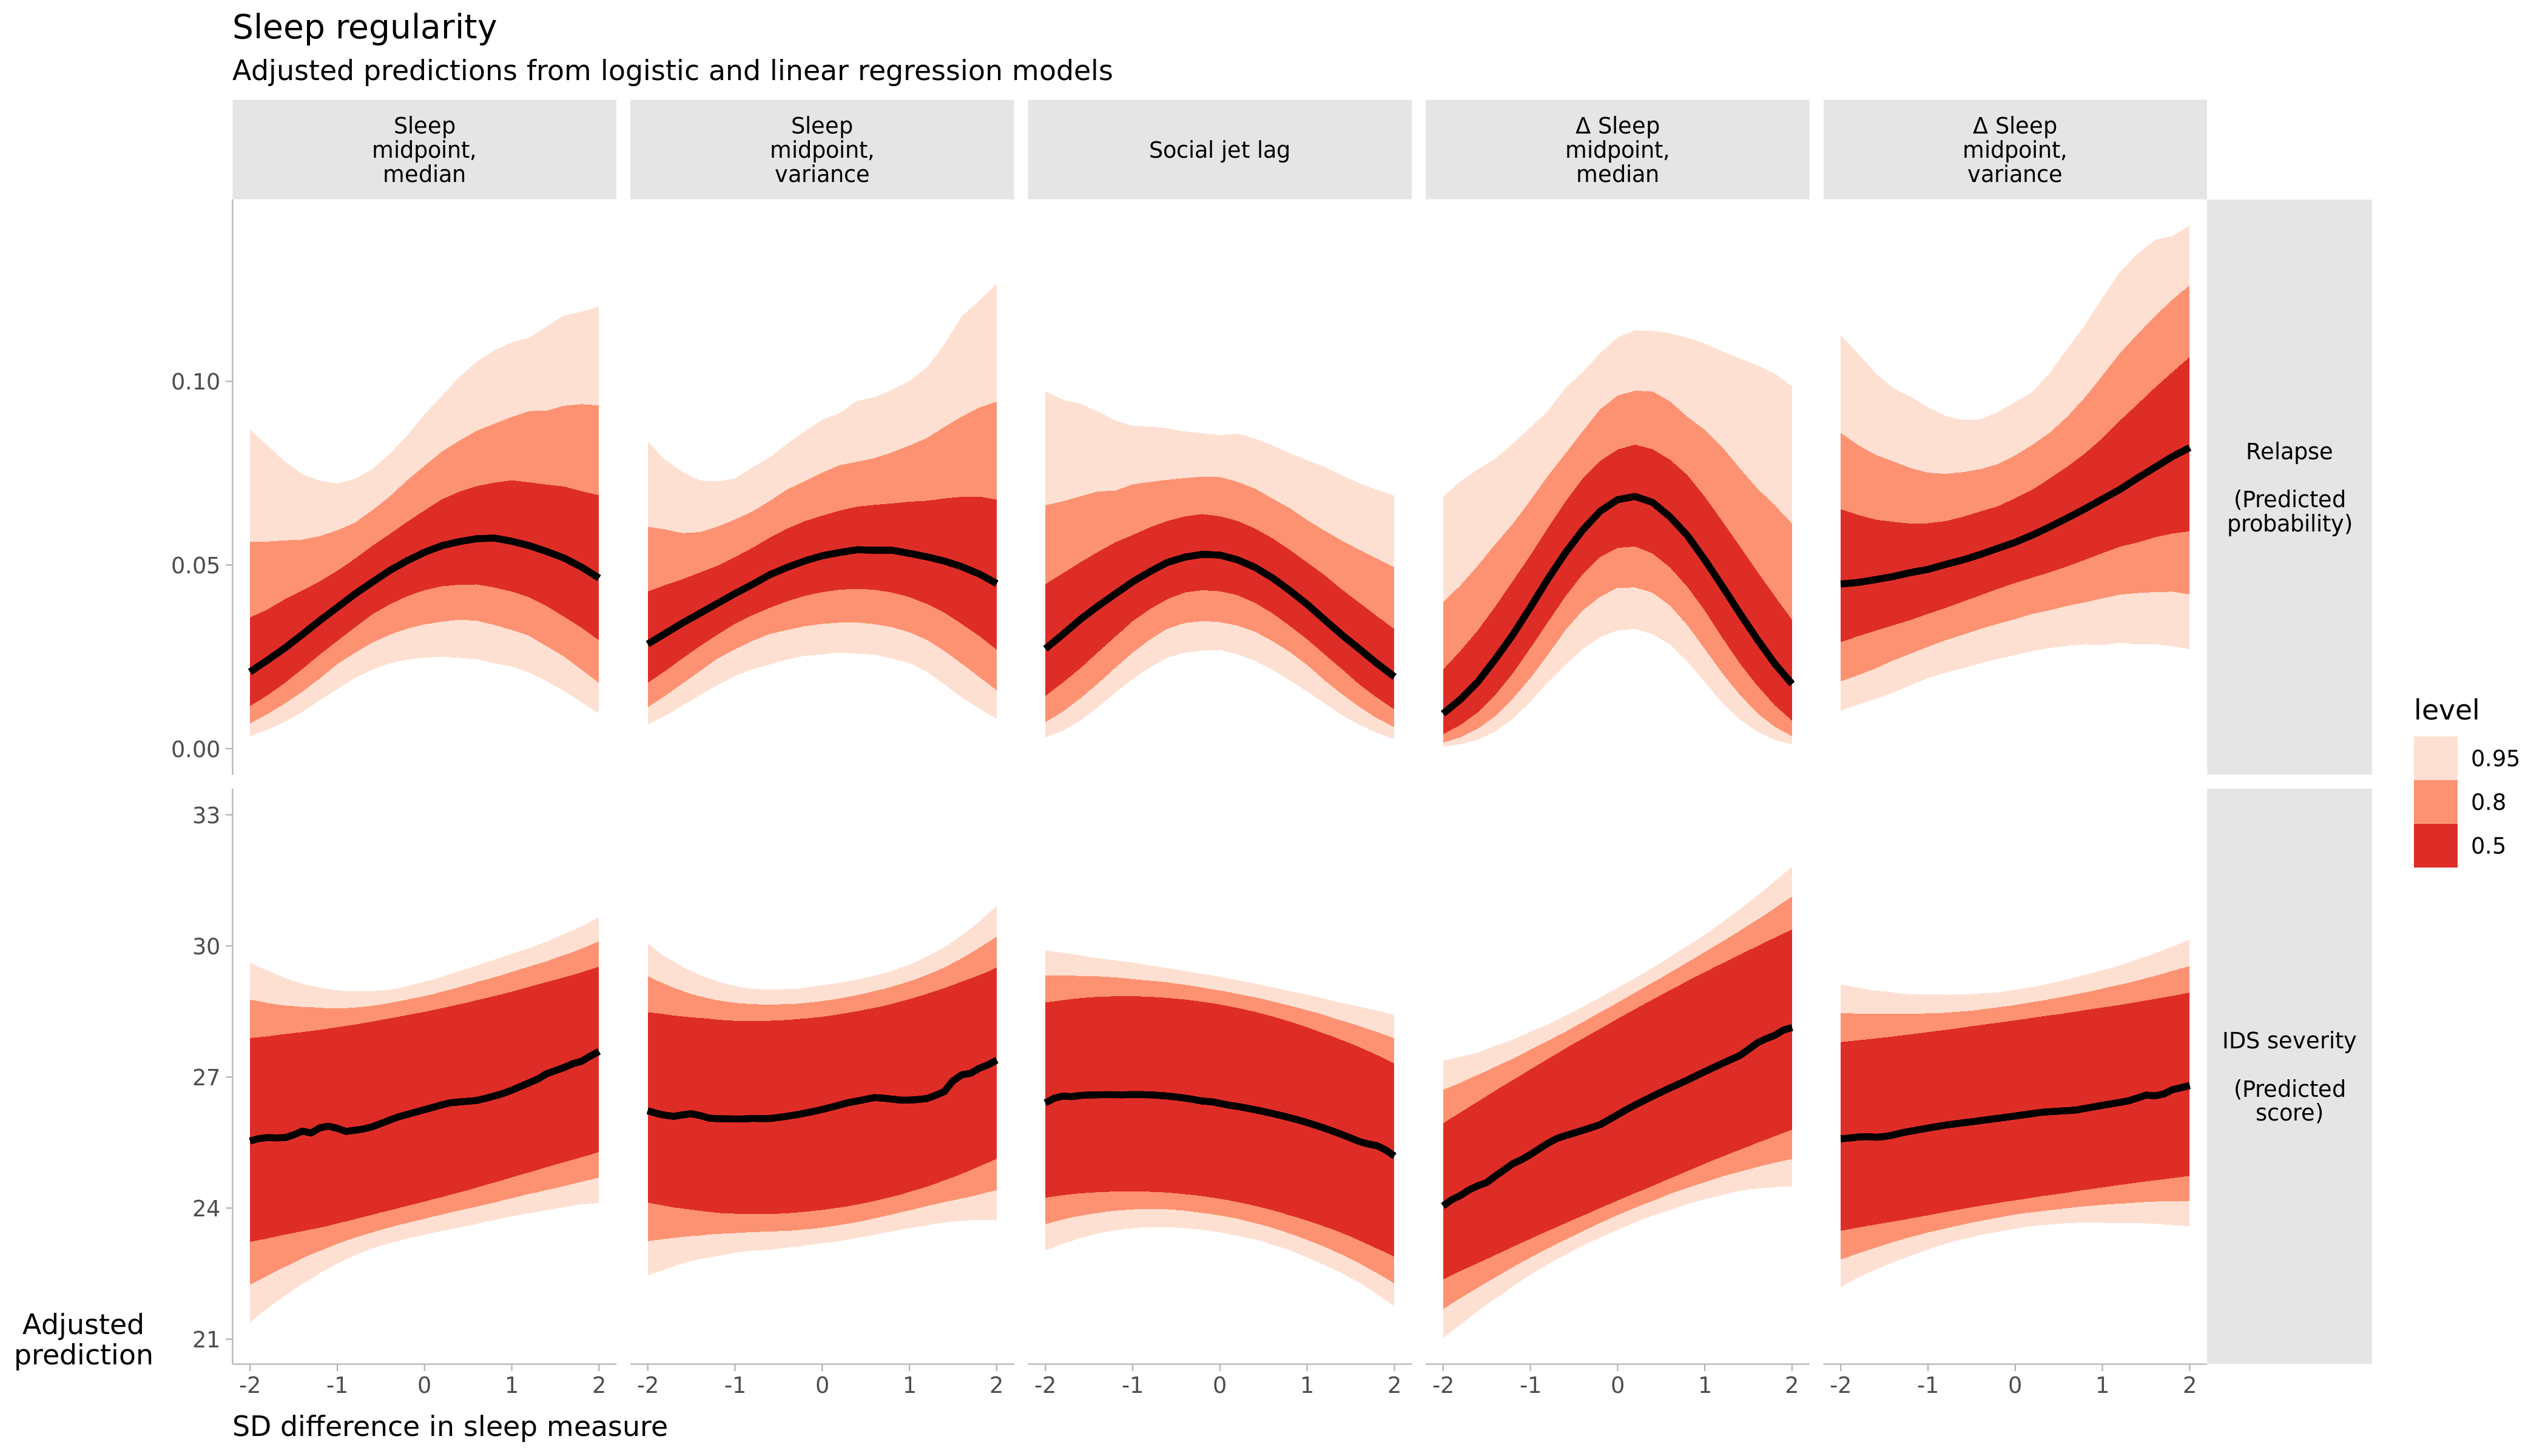 Sleep regularity
Adjusted predictions from logistic and linear regression models
Sleep
midpoint,
median
Sleep
midpoint,
variance
Social jet lag
Δ Sleep
midpoint,
median
Δ Sleep
midpoint,
variance
0.10
0.05
0.00
Relapse
(Predicted
probability)
33
30
27
24
21
IDS severity
(Predicted
score)
level
0.95
0.8
0.5
Adjusted
prediction
-2 -1 0 1 2
-2 -1 0 1 2
-2 -1 0 1 2
-2 -1 0 1 2
-2 -1 0 1 2
SD difference in sleep measure